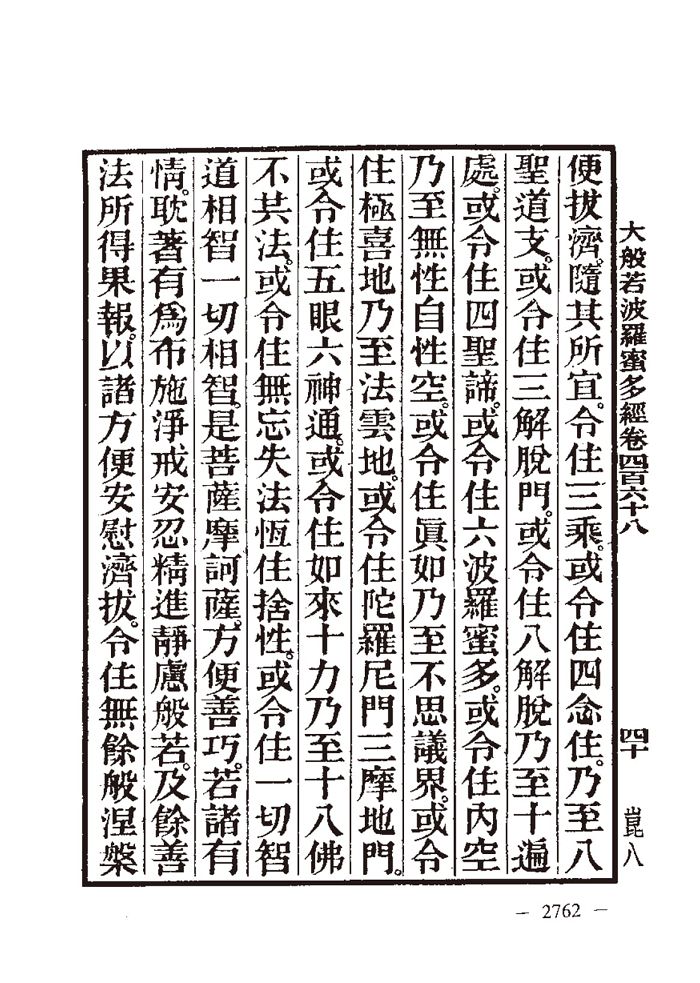 大般若波羅蜜多經卷四百六十八　四十　崑八
便拔濟。隨其所宜。令住三乘。或令住四念住。乃至八
聖道支。或令住三解脫門。或令住八解脫乃至十遍
處。或令住四聖諦。或令住六波羅蜜多。或令住內空
乃至無性自性空。或令住眞如乃至不思議界。或令
住極喜地乃至法雲地。或令住陀羅尼門三摩地門。
或令住五眼六神通。或令住如來十力乃至十八佛
不共法。或令住無忘失法恆住捨性。或令住一切智
道相智一切相智。是菩薩摩訶薩。方便善巧。若諸有
情。耽著有爲布施淨戒安忍精進靜慮般若。及餘善
法所得果報。以諸方便安慰濟拔。令住無餘般涅槃
— 2762 —